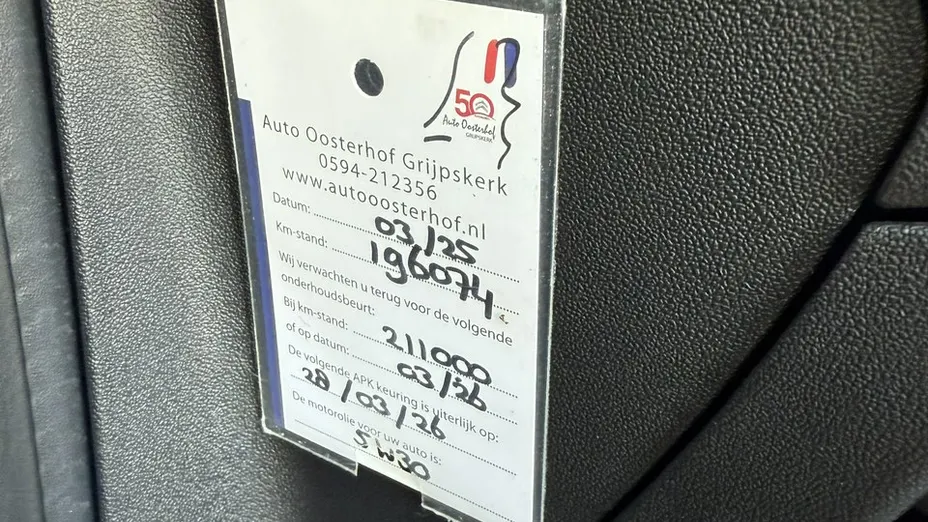 50
Auto Oosterhof
GRIJPSKERK
Auto Oosterhof Grijpskerk
0594-212356
www.autooosterhof.nl
Datum: 03/25
Km-stand: 196074
Wij verwachten u terug voor de volgende
onderhoudsbeurt:
Bij km-stand: 211000
of op datum: 03/26
De volgende APK keuring is uiterlijk op:
28/03/26
De motorolie voor uw auto is:
5W30